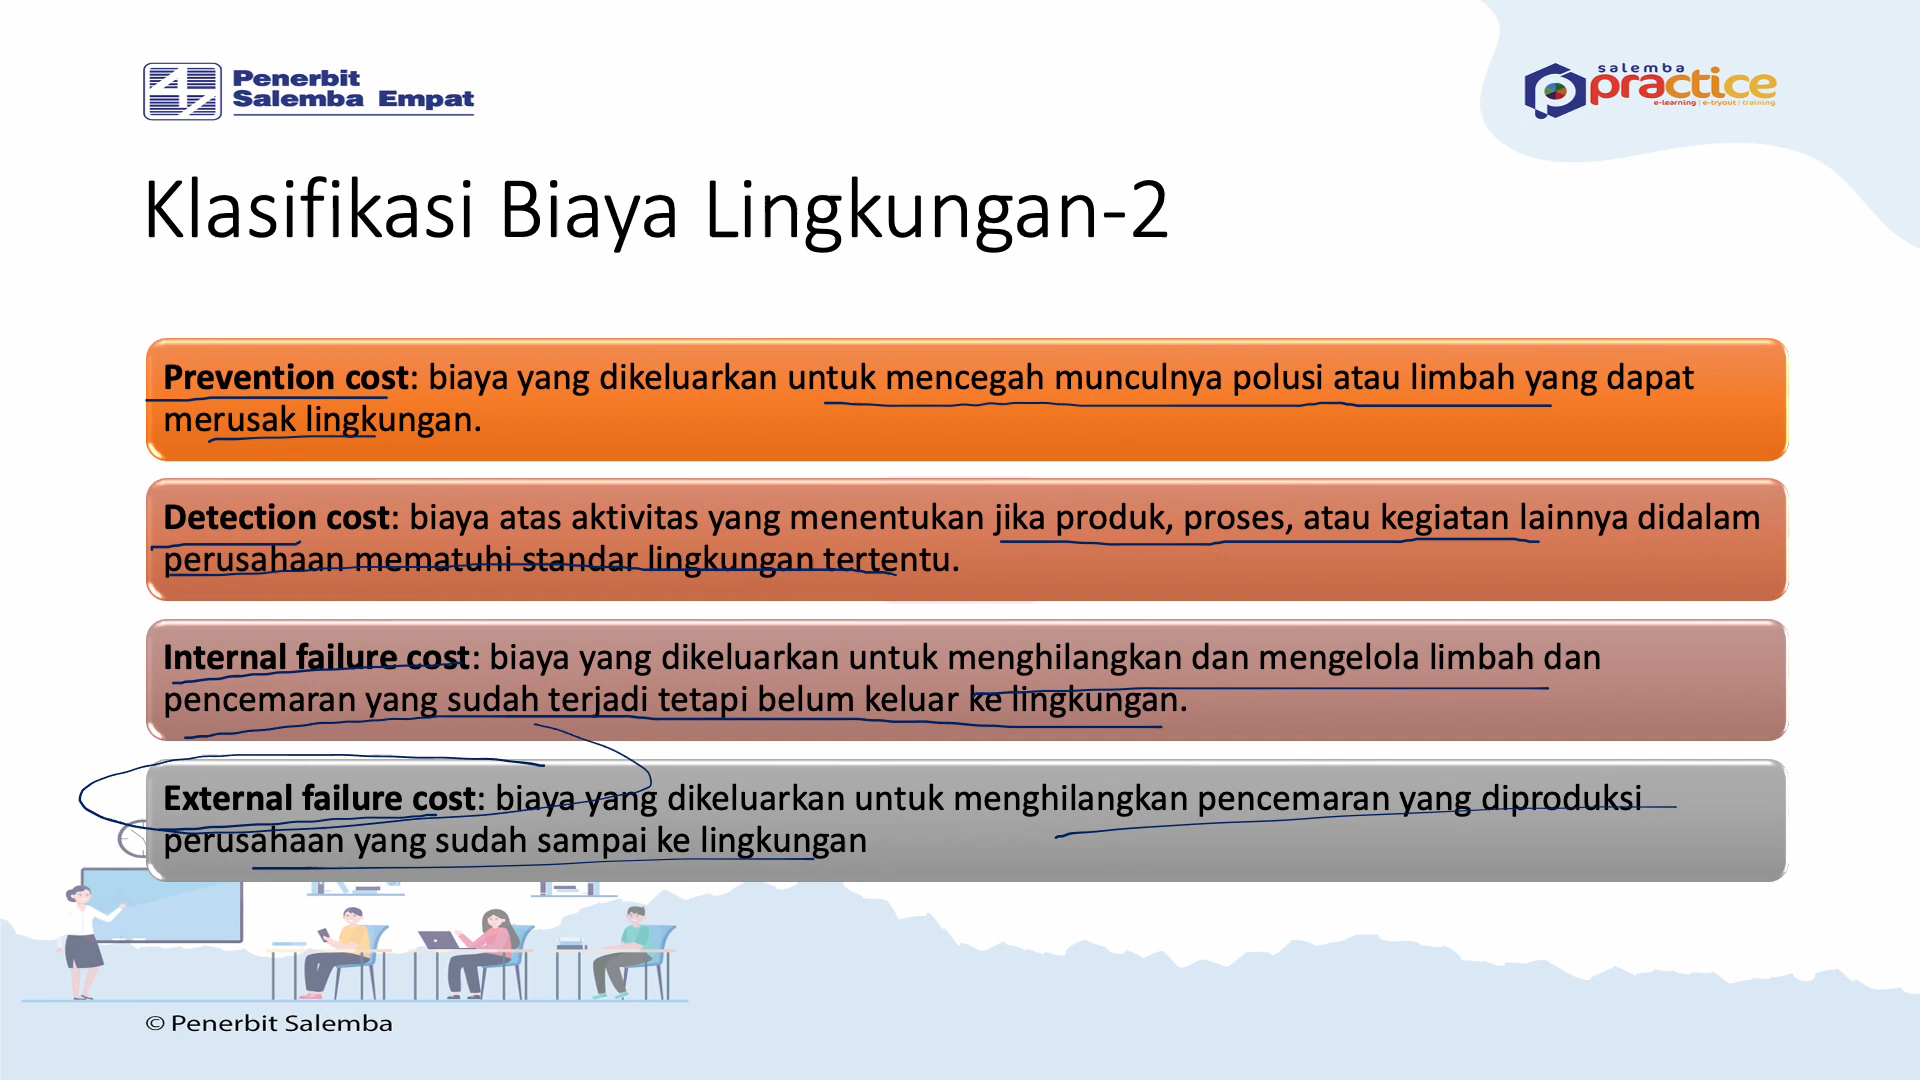 Penerbit
Salemba Empat
salemba
practice
e-learning | e-tryout | training
Klasifikasi Biaya Lingkungan-2
Prevention cost: biaya yang dikeluarkan untuk mencegah munculnya polusi atau limbah yang dapat
merusak lingkungan.
Detection cost: biaya atas aktivitas yang menentukan jika produk, proses, atau kegiatan lainnya didalam
perusahaan mematuhi standar lingkungan tertentu.
Internal failure cost: biaya yang dikeluarkan untuk menghilangkan dan mengelola limbah dan
pencemaran yang sudah terjadi tetapi belum keluar ke lingkungan.
External failure cost: biaya yang dikeluarkan untuk menghilangkan pencemaran yang diproduksi
perusahaan yang sudah sampai ke lingkungan
© Penerbit Salemba